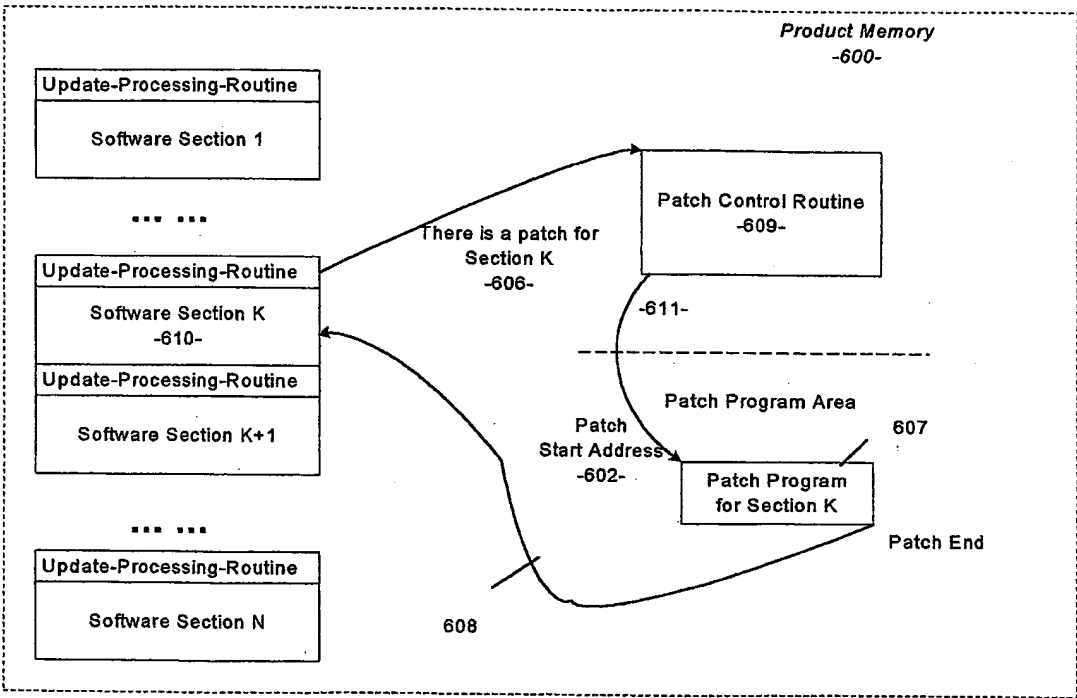 Product Memory
-600-
Update-Processing-Routine
Software Section 1
... ...
Update-Processing-Routine
Software Section K
-610-
Update-Processing-Routine
Software Section K+1
... ...
Update-Processing-Routine
Software Section N
There is a patch for
Section K
-606-
Patch Control Routine
-609-
-611-
Patch Program Area
607
Patch
Start Address
-602-
Patch Program
for Section K
Patch End
608